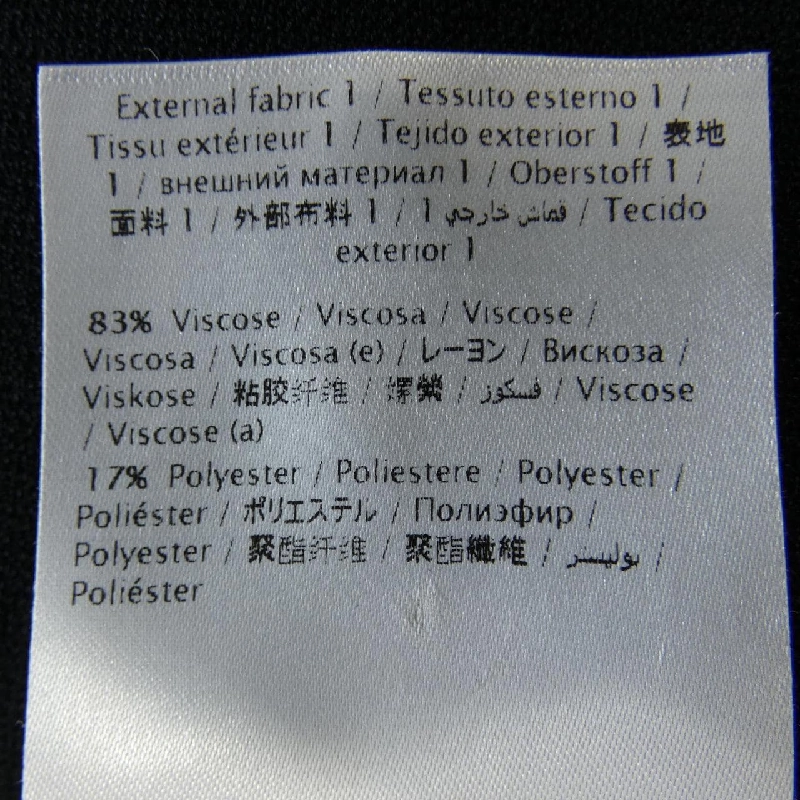 External fabric 1 / Tessuto esterno 1 /
Tissu extérieur 1 / Tejido exterior 1 / 表地
1 / внешний материал 1 / Oberstoff 1 /
面料 1 / 外部布料 1 / قماش خارجي 1 / Tecido
exterior 1
83% Viscose / Viscosa / Viscose /
Viscosa / Viscosa (e) / レーヨン / Вискоза /
Viskose / 粘胶纤维 / 嫘縈 / فسكوز / Viscose
/ Viscose (a)
17% Polyester / Poliestere / Polyester /
Poliéster / ポリエステル / Полиэфир /
Polyester / 聚酯纤维 / 聚酯纖維 / بوليستر /
Poliéster